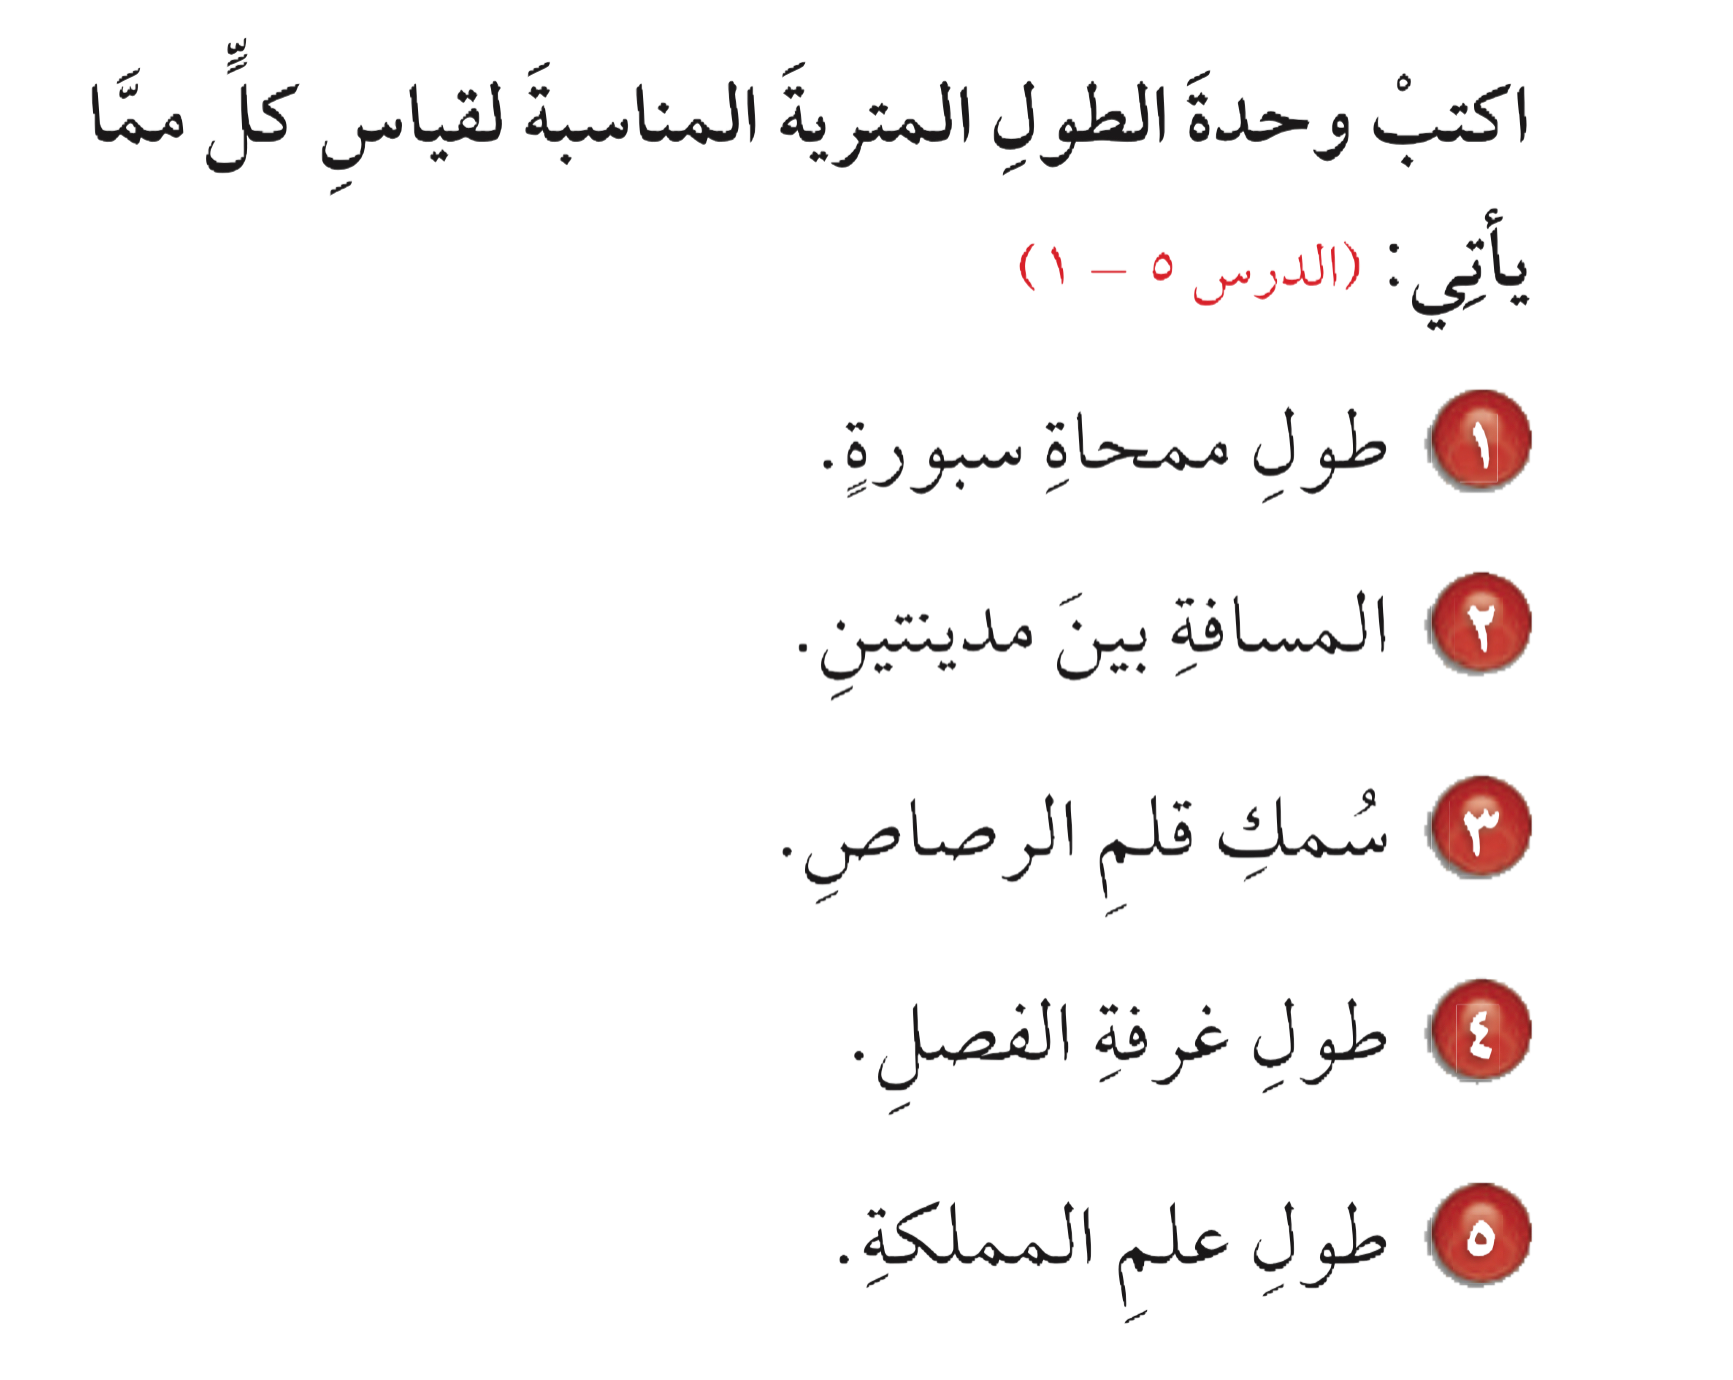 اكتبْ وحدةَ الطولِ المتريةَ المناسبةَ لقياسِ كلٍّ ممَّا
يأتِي: (الدرس ٥ – ١)
١ طولِ ممحاةِ سبورةٍ.
٢ المسافةِ بينَ مدينتينِ.
٣ سُمكِ قلمِ الرصاصِ.
٤ طولِ غرفةِ الفصلِ.
٥ طولِ علمِ المملكةِ.